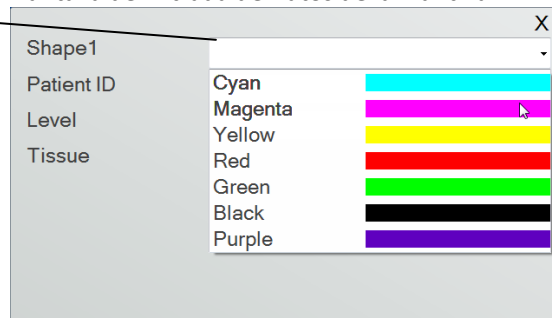 X
Shape1
Patient ID
Level
Tissue
Cyan
Magenta
Yellow
Red
Green
Black
Purple